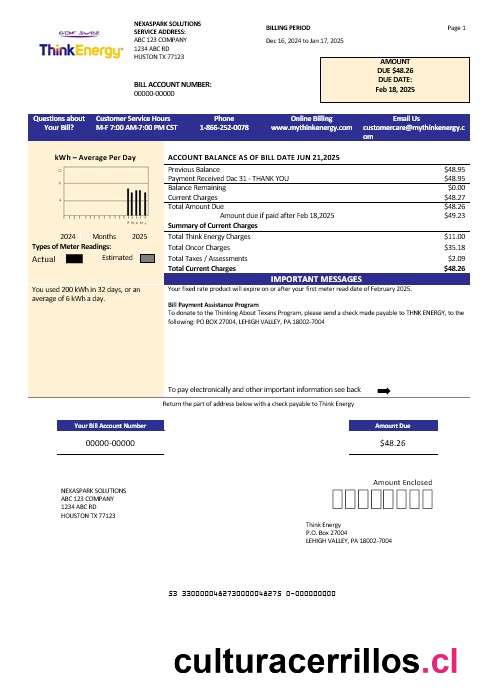 NEXASPARK SOLUTIONS
SERVICE ADDRESS:
ABC 123 COMPANY
1234 ABC RD
HUSTON TX 77123
BILLING PERIOD
Page 1
Dec 16, 2024 to Jan 17, 2025
ThinkEnergy
AMOUNT
DUE $48.26
DUE DATE:
Feb 18, 2025
BILL ACCOUNT NUMBER:
00000-00000
Questions about Your Bill?
Customer Service Hours
M-F 7:00 AM-7:00 PM CST
Phone
1-866-252-0078
Online Billing
www.mythinkenergy.com
Email Us
customercare@mythinkenergy.c
om
kWh – Average Per Day
2024 Months 2025
Types of Meter Readings:
Actual Estimated
You used 200 kWh in 32 days, or an
average of 6 kWh a day.
ACCOUNT BALANCE AS OF BILL DATE JUN 21,2025
Previous Balance $48.95
Payment Received Dac 31 - THANK YOU $48.95
Balance Remaining $0.00
Current Charges $48.27
Total Amount Due $48.26
Amount due if paid after Feb 18,2025 $49.23
Summary of Current Charges
Total Think Energy Charges $11.00
Total Oncor Charges $35.18
Total Taxes / Assessments $2.09
Total Current Charges $48.26
IMPORTANT MESSAGES
Your fixed rate product will expire on or after your first meter read date of February 2025.
Bill Payment Assistance Program
To donate to the Thinking About Texans Program, please send a check made payable to THNK ENERGY, to the
following: PO BOX 27004, LEHIGH VALLEY, PA 18002-7004
To pay electronically and other important information see back
Return the part of address below with a check payable to Think Energy
Your Bill Account Number
00000-00000
Amount Due
$48.26
Amount Enclosed
NEXASPARK SOLUTIONS
ABC 123 COMPANY
1234 ABC RD
HOUSTON TX 77123
Think Energy
P.O. Box 27004
LEHIGH VALLEY, PA 18002-7004
53 3300000482730000048275 0-000000000
culturacerrillos.cl